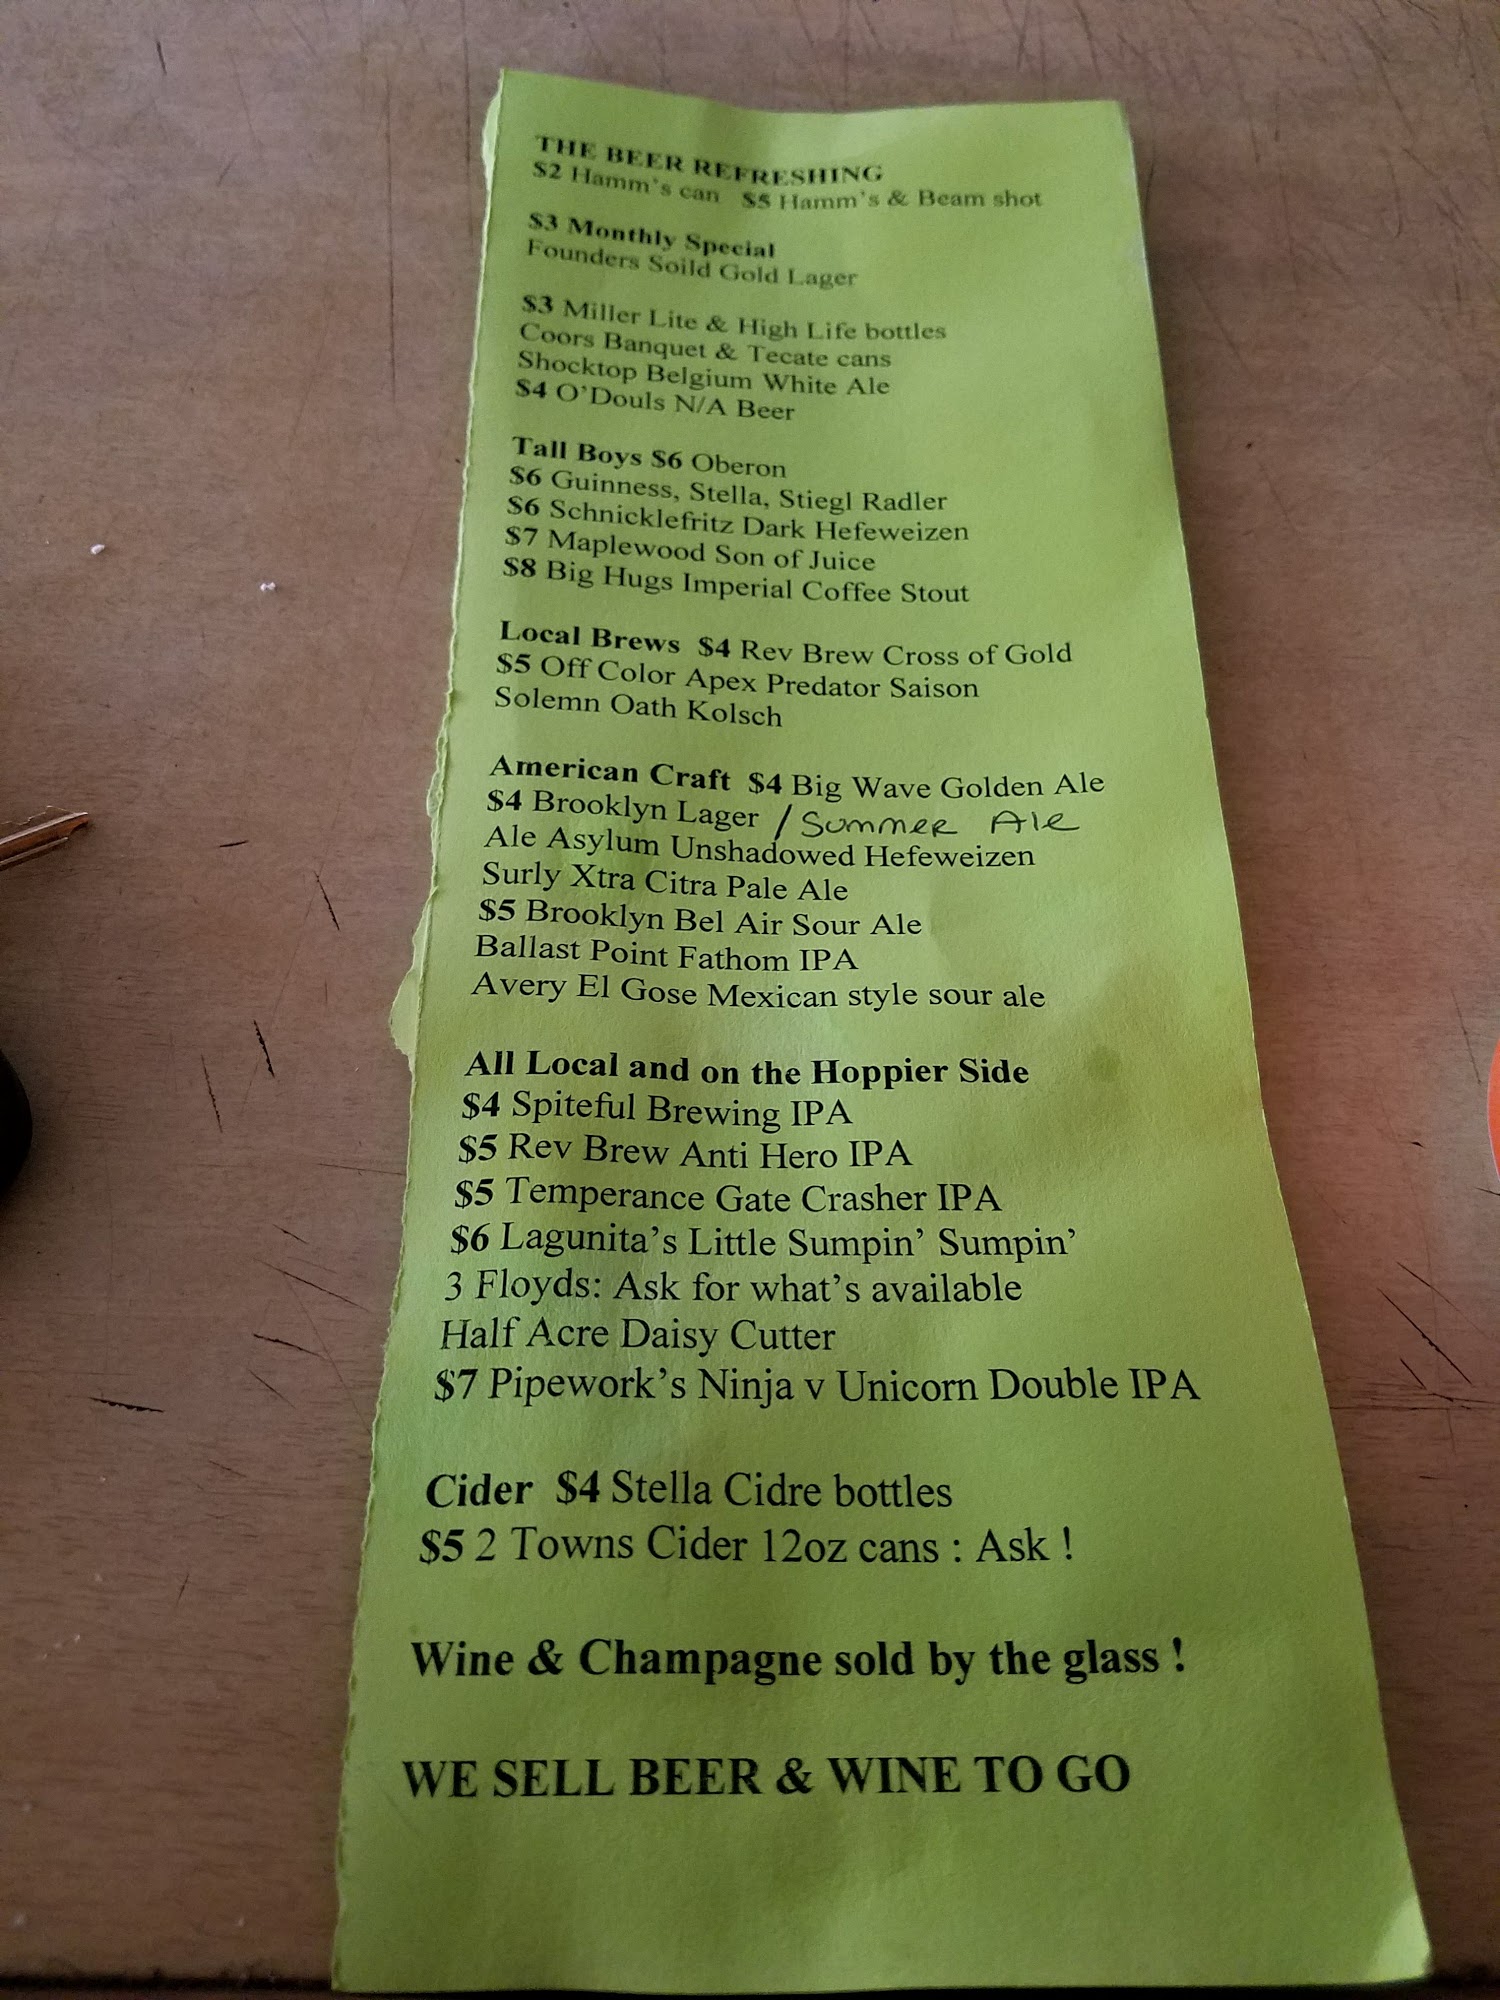 THE BEER REFRESHING
$2 Hamm's can $5 Hamm's & Beam shot
$3 Monthly Special
Founders Soild Gold Lager
$3 Miller Lite & High Life bottles
Coors Banquet & Tecate cans
Shocktop Belgium White Ale
$4 O'Douls N/A Beer
Tall Boys $6 Oberon
$6 Guinness, Stella, Stiegl Radler
$6 Schnicklefritz Dark Hefeweizen
$7 Maplewood Son of Juice
$8 Big Hugs Imperial Coffee Stout
Local Brews $4 Rev Brew Cross of Gold
$5 Off Color Apex Predator Saison
Solemn Oath Kolsch
American Craft $4 Big Wave Golden Ale
$4 Brooklyn Lager / Summer Ale
Ale Asylum Unshadowed Hefeweizen
Surly Xtra Citra Pale Ale
$5 Brooklyn Bel Air Sour Ale
Ballast Point Fathom IPA
Avery El Gose Mexican style sour ale
All Local and on the Hoppier Side
$4 Spiteful Brewing IPA
$5 Rev Brew Anti Hero IPA
$5 Temperance Gate Crasher IPA
$6 Lagunita's Little Sumpin' Sumpin'
3 Floyds: Ask for what's available
Half Acre Daisy Cutter
$7 Pipework's Ninja v Unicorn Double IPA
Cider $4 Stella Cidre bottles
$5 2 Towns Cider 12oz cans : Ask !
Wine & Champagne sold by the glass !
WE SELL BEER & WINE TO GO